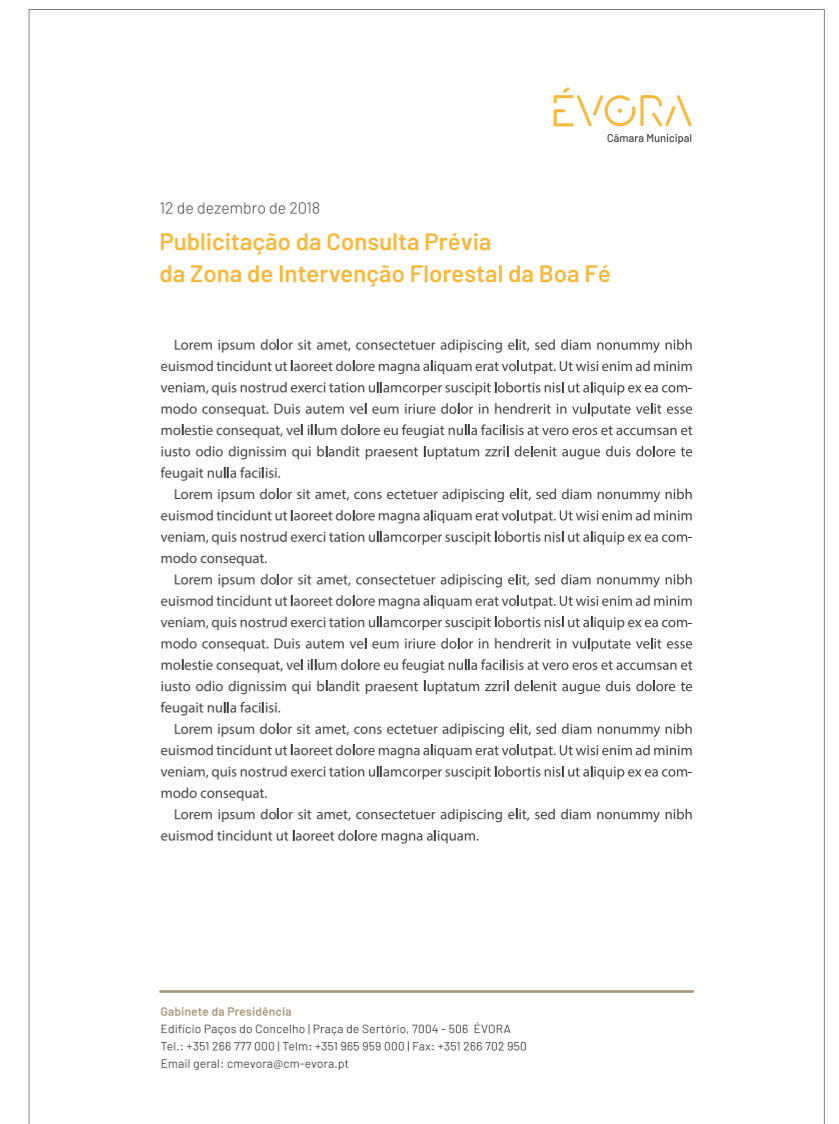 ÉVORA
Câmara Municipal
12 de dezembro de 2018
Publicitação da Consulta Prévia
da Zona de Intervenção Florestal da Boa Fé
Lorem ipsum dolor sit amet, consectetuer adipiscing elit, sed diam nonummy nibh
euismod tincidunt ut laoreet dolore magna aliquam erat volutpat. Ut wisi enim ad minim
veniam, quis nostrud exerci tation ullamcorper suscipit lobortis nisl ut aliquip ex ea com-
modo consequat. Duis autem vel eum iriure dolor in hendrerit in vulputate velit esse
molestie consequat, vel illum dolore eu feugiat nulla facilisis at vero eros et accumsan et
iusto odio dignissim qui blandit praesent luptatum zzril delenit augue duis dolore te
feugait nulla facilisi.
Lorem ipsum dolor sit amet, cons ectetuer adipiscing elit, sed diam nonummy nibh
euismod tincidunt ut laoreet dolore magna aliquam erat volutpat. Ut wisi enim ad minim
veniam, quis nostrud exerci tation ullamcorper suscipit lobortis nisl ut aliquip ex ea com-
modo consequat.
Lorem ipsum dolor sit amet, consectetuer adipiscing elit, sed diam nonummy nibh
euismod tincidunt ut laoreet dolore magna aliquam erat volutpat. Ut wisi enim ad minim
veniam, quis nostrud exerci tation ullamcorper suscipit lobortis nisl ut aliquip ex ea com-
modo consequat. Duis autem vel eum iriure dolor in hendrerit in vulputate velit esse
molestie consequat, vel illum dolore eu feugiat nulla facilisis at vero eros et accumsan et
iusto odio dignissim qui blandit praesent luptatum zzril delenit augue duis dolore te
feugait nulla facilisi.
Lorem ipsum dolor sit amet, cons ectetuer adipiscing elit, sed diam nonummy nibh
euismod tincidunt ut laoreet dolore magna aliquam erat volutpat. Ut wisi enim ad minim
veniam, quis nostrud exerci tation ullamcorper suscipit lobortis nisl ut aliquip ex ea com-
modo consequat.
Lorem ipsum dolor sit amet, consectetuer adipiscing elit, sed diam nonummy nibh
euismod tincidunt ut laoreet dolore magna aliquam.
Gabinete da Presidência
Edifício Paços do Concelho | Praça de Sertório, 7004 - 506 ÉVORA
Tel.: +351 266 777 000 | Telm: +351 965 959 000 | Fax: +351 266 702 950
Email geral: cmevora@cm-evora.pt